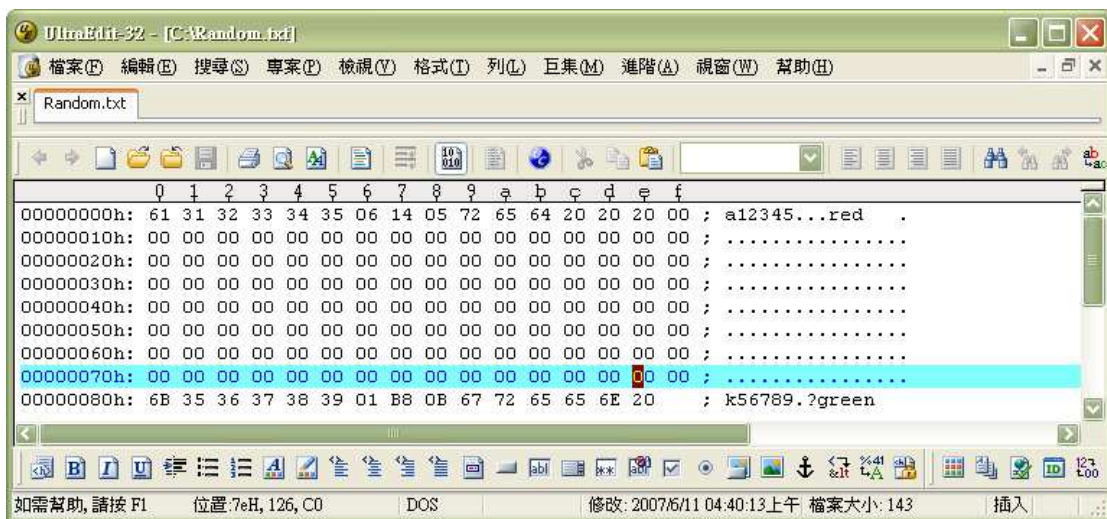 UltraEdit-32 - [C:\Random.txt]
檔案(F) 編輯(E) 搜尋(S) 專案(P) 檢視(V) 格式(T) 列(L) 巨集(M) 進階(A) 視窗(W) 幫助(H)
Random.txt
0 1 2 3 4 5 6 7 8 9 a b c d e f
00000000h: 61 31 32 33 34 35 06 14 05 72 65 64 20 20 20 00 ; a12345...red   .
00000010h: 00 00 00 00 00 00 00 00 00 00 00 00 00 00 00 00 ; ................
00000020h: 00 00 00 00 00 00 00 00 00 00 00 00 00 00 00 00 ; ................
00000030h: 00 00 00 00 00 00 00 00 00 00 00 00 00 00 00 00 ; ................
00000040h: 00 00 00 00 00 00 00 00 00 00 00 00 00 00 00 00 ; ................
00000050h: 00 00 00 00 00 00 00 00 00 00 00 00 00 00 00 00 ; ................
00000060h: 00 00 00 00 00 00 00 00 00 00 00 00 00 00 00 00 ; ................
00000070h: 00 00 00 00 00 00 00 00 00 00 00 00 00 00 00 00 ; ................
00000080h: 6B 35 36 37 38 39 01 B8 0B 67 72 65 65 6E 20 ; k56789.?green
如需幫助, 請按 F1 位置:7eH, 126, C0 DOS 修改: 2007/6/11 04:40:13上午 檔案大小: 143 插入